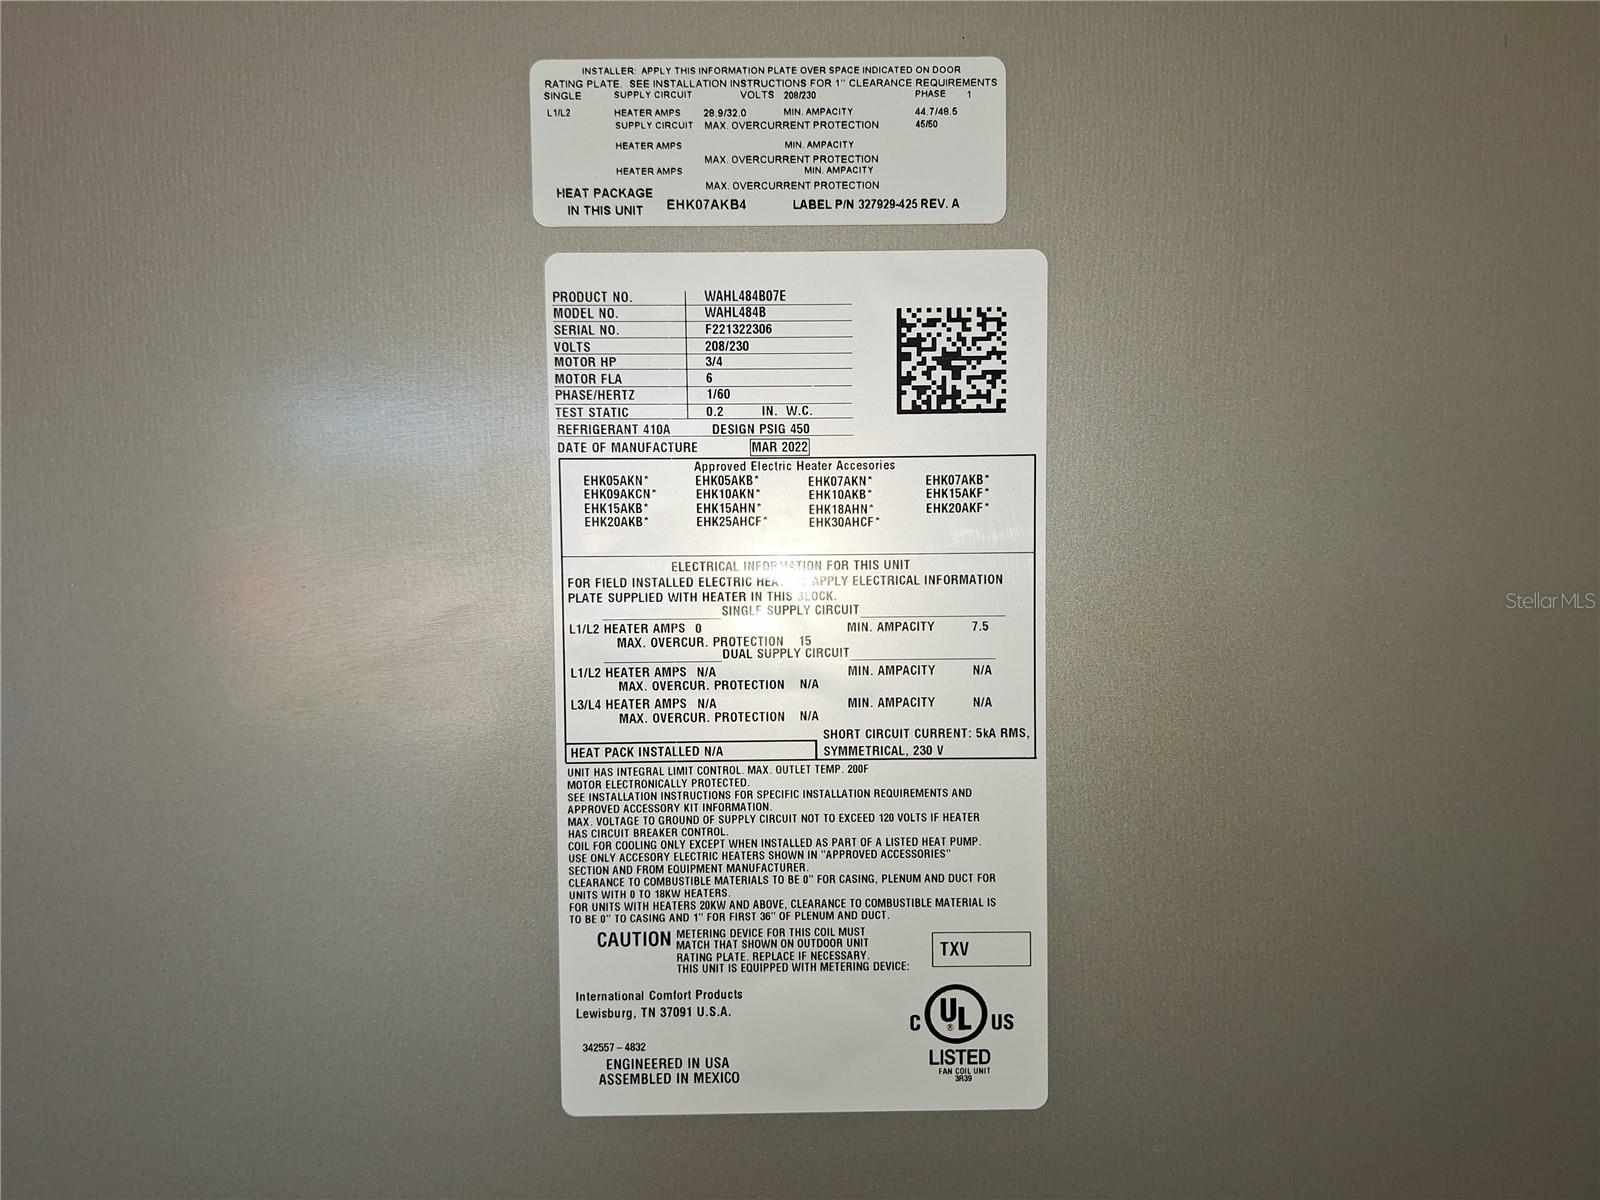 INSTALLER: APPLY THIS INFORMATION PLATE OVER SPACE INDICATED ON DOOR
RATING PLATE. SEE INSTALLATION INSTRUCTIONS FOR 1" CLEARANCE REQUIREMENTS
SINGLE SUPPLY CIRCUIT VOLTS 208/230 PHASE 1
L1/L2 HEATER AMPS 28.9/32.0 MIN. AMPACITY 44.7/48.5
SUPPLY CIRCUIT MAX. OVERCURRENT PROTECTION 45/50
HEATER AMPS MIN. AMPACITY
MAX. OVERCURRENT PROTECTION
HEATER AMPS MIN. AMPACITY
MAX. OVERCURRENT PROTECTION
HEAT PACKAGE
IN THIS UNIT EHK07AKB4 LABEL P/N 327929-425 REV. A
PRODUCT NO. WAHL484B07E
MODEL NO. WAHL484B
SERIAL NO. F221322306
VOLTS 208/230
MOTOR HP 3/4
MOTOR FLA 6
PHASE/HERTZ 1/60
TEST STATIC 0.2 IN. W.C.
REFRIGERANT 410A DESIGN PSIG 450
DATE OF MANUFACTURE MAR 2022
Approved Electric Heater Accesories
EHK05AKN* EHK05AKB* EHK07AKN* EHK07AKB*
EHK09AKCN* EHK10AKN* EHK10AKB* EHK15AKF*
EHK15AKB* EHK15AHN* EHK18AHN* EHK20AKF*
EHK20AKB* EHK25AHCF* EHK30AHCF*
ELECTRICAL INFORMATION FOR THIS UNIT
FOR FIELD INSTALLED ELECTRIC APPLY ELECTRICAL INFORMATION
PLATE SUPPLIED WITH HEATER IN THIS BLOCK.
SINGLE SUPPLY CIRCUIT
L1/L2 HEATER AMPS 0 MIN. AMPACITY 7.5
MAX. OVERCUR. PROTECTION 15
DUAL SUPPLY CIRCUIT
L1/L2 HEATER AMPS N/A MIN. AMPACITY N/A
MAX. OVERCUR. PROTECTION N/A
L3/L4 HEATER AMPS N/A MIN. AMPACITY N/A
MAX. OVERCUR. PROTECTION N/A
SHORT CIRCUIT CURRENT: 5kA RMS,
HEAT PACK INSTALLED N/A SYMMETRICAL, 230 V
UNIT HAS INTEGRAL LIMIT CONTROL. MAX. OUTLET TEMP. 200F
MOTOR ELECTRONICALLY PROTECTED.
SEE INSTALLATION INSTRUCTIONS FOR SPECIFIC INSTALLATION REQUIREMENTS AND
APPROVED ACCESSORY KIT INFORMATION.
MAX. VOLTAGE TO GROUND OF SUPPLY CIRCUIT NOT TO EXCEED 120 VOLTS IF HEATER
HAS CIRCUIT BREAKER CONTROL.
COIL FOR COOLING ONLY EXCEPT WHEN INSTALLED AS PART OF A LISTED HEAT PUMP.
USE ONLY ACCESORY ELECTRIC HEATERS SHOWN IN "APPROVED ACCESSORIES"
SECTION AND FROM EQUIPMENT MANUFACTURER.
CLEARANCE TO COMBUSTIBLE MATERIALS TO BE 0" FOR CASING, PLENUM AND DUCT FOR
UNITS WITH 0 TO 18KW HEATERS.
FOR UNITS WITH HEATERS 20KW AND ABOVE, CLEARANCE TO COMBUSTIBLE MATERIAL IS
TO BE 0" TO CASING AND 1" FOR FIRST 36" OF PLENUM AND DUCT.
CAUTION METERING DEVICE FOR THIS COIL MUST
MATCH THAT SHOWN ON OUTDOOR UNIT
RATING PLATE. REPLACE IF NECESSARY.
THIS UNIT IS EQUIPPED WITH METERING DEVICE:
TXV
International Comfort Products
Lewisburg, TN 37091 U.S.A.
C UL ® US
LISTED
FAN COIL UNIT
3R39
342557 – 4832
ENGINEERED IN USA
ASSEMBLED IN MEXICO
Stellar MLS